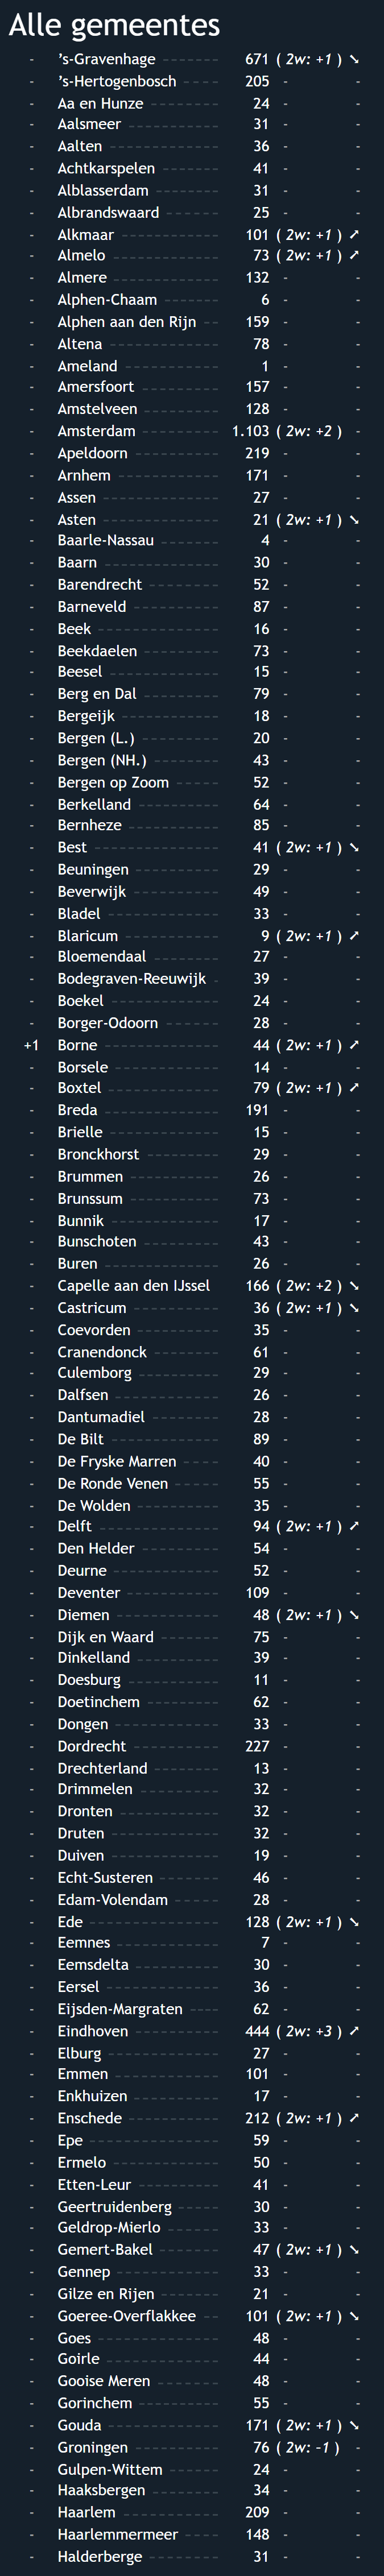 Alle gemeentes
- ’s-Gravenhage 671 ( 2w: +1 ) ➘
- ’s-Hertogenbosch 205 - -
- Aa en Hunze 24 - -
- Aalsmeer 31 - -
- Aalten 36 - -
- Achtkarspelen 41 - -
- Alblasserdam 31 - -
- Albrandswaard 25 - -
- Alkmaar 101 ( 2w: +1 ) ➚
- Almelo 73 ( 2w: +1 ) ➚
- Almere 132 - -
- Alphen-Chaam 6 - -
- Alphen aan den Rijn 159 - -
- Altena 78 - -
- Ameland 1 - -
- Amersfoort 157 - -
- Amstelveen 128 - -
- Amsterdam 1.103 ( 2w: +2 ) -
- Apeldoorn 219 - -
- Arnhem 171 - -
- Assen 27 - -
- Asten 21 ( 2w: +1 ) ➘
- Baarle-Nassau 4 - -
- Baarn 30 - -
- Barendrecht 52 - -
- Barneveld 87 - -
- Beek 16 - -
- Beekdaelen 73 - -
- Beesel 15 - -
- Berg en Dal 79 - -
- Bergeijk 18 - -
- Bergen (L.) 20 - -
- Bergen (NH.) 43 - -
- Bergen op Zoom 52 - -
- Berkelland 64 - -
- Bernheze 85 - -
- Best 41 ( 2w: +1 ) ➘
- Beuningen 29 - -
- Beverwijk 49 - -
- Bladel 33 - -
- Blaricum 9 ( 2w: +1 ) ➚
- Bloemendaal 27 - -
- Bodegraven-Reeuwijk 39 - -
- Boekel 24 - -
- Borger-Odoorn 28 - -
+1 Borne 44 ( 2w: +1 ) ➚
- Borsele 14 - -
- Boxtel 79 ( 2w: +1 ) ➚
- Breda 191 - -
- Brielle 15 - -
- Bronckhorst 29 - -
- Brummen 26 - -
- Brunssum 73 - -
- Bunnik 17 - -
- Bunschoten 43 - -
- Buren 26 - -
- Capelle aan den IJssel 166 ( 2w: +2 ) ➘
- Castricum 36 ( 2w: +1 ) ➘
- Coevorden 35 - -
- Cranendonck 61 - -
- Culemborg 29 - -
- Dalfsen 26 - -
- Dantumadiel 28 - -
- De Bilt 89 - -
- De Fryske Marren 40 - -
- De Ronde Venen 55 - -
- De Wolden 35 - -
- Delft 94 ( 2w: +1 ) ➚
- Den Helder 54 - -
- Deurne 52 - -
- Deventer 109 - -
- Diemen 48 ( 2w: +1 ) ➘
- Dijk en Waard 75 - -
- Dinkelland 39 - -
- Doesburg 11 - -
- Doetinchem 62 - -
- Dongen 33 - -
- Dordrecht 227 - -
- Drechterland 13 - -
- Drimmelen 32 - -
- Dronten 32 - -
- Druten 32 - -
- Duiven 19 - -
- Echt-Susteren 46 - -
- Edam-Volendam 28 - -
- Ede 128 ( 2w: +1 ) ➘
- Eemnes 7 - -
- Eemsdelta 30 - -
- Eersel 36 - -
- Eijsden-Margraten 62 - -
- Eindhoven 444 ( 2w: +3 ) ➚
- Elburg 27 - -
- Emmen 101 - -
- Enkhuizen 17 - -
- Enschede 212 ( 2w: +1 ) ➚
- Epe 59 - -
- Ermelo 50 - -
- Etten-Leur 41 - -
- Geertruidenberg 30 - -
- Geldrop-Mierlo 33 - -
- Gemert-Bakel 47 ( 2w: +1 ) ➘
- Gennep 33 - -
- Gilze en Rijen 21 - -
- Goeree-Overflakkee 101 ( 2w: +1 ) ➘
- Goes 48 - -
- Goirle 44 - -
- Gooise Meren 48 - -
- Gorinchem 55 - -
- Gouda 171 ( 2w: +1 ) ➘
- Groningen 76 ( 2w: -1 ) -
- Gulpen-Wittem 24 - -
- Haaksbergen 34 - -
- Haarlem 209 - -
- Haarlemmermeer 148 - -
- Halderberge 31 - -